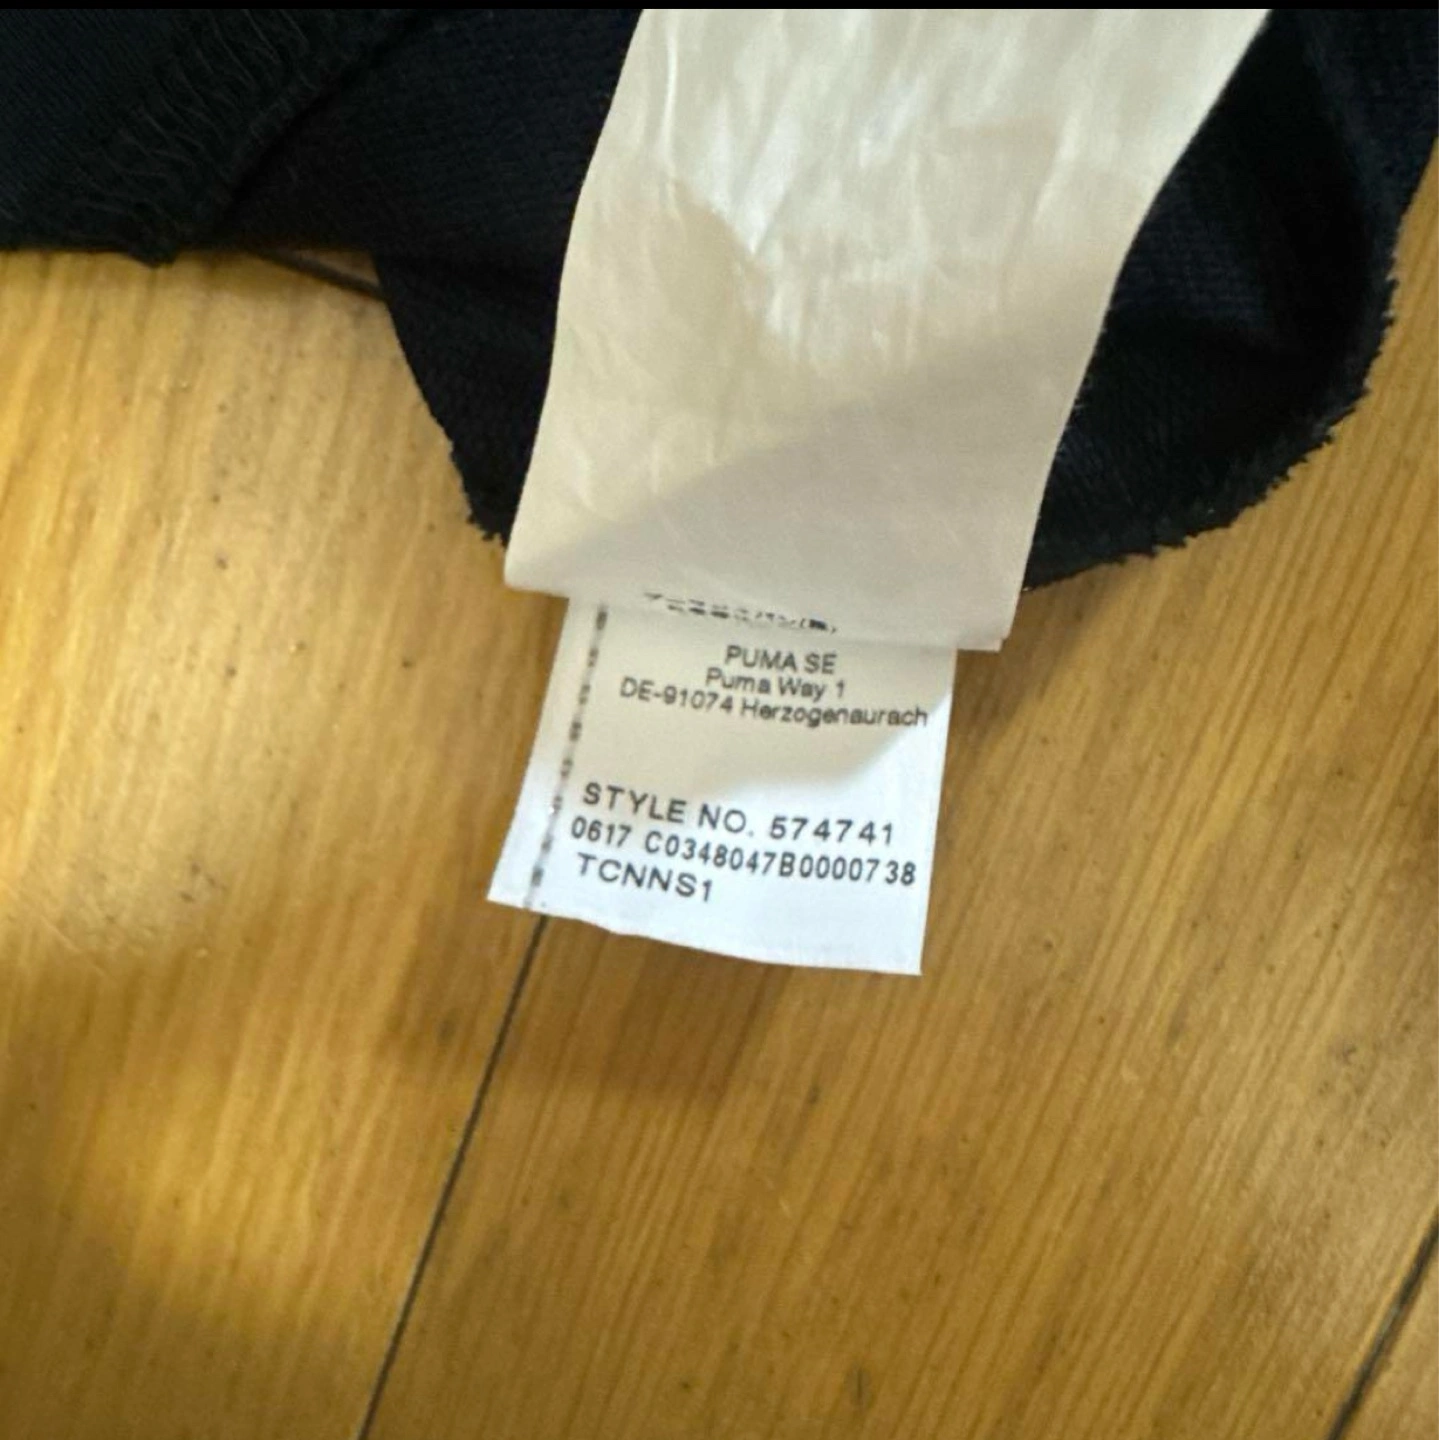 PUMA SE
Puma Way 1
DE-91074 Herzogenaurach
STYLE NO. 574741
0617 C0348047B0000738
TCNNS1